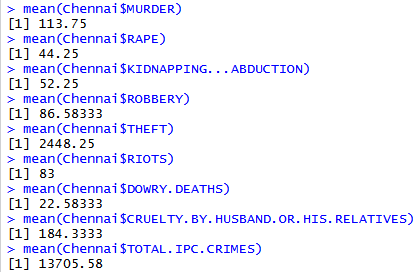 > mean(Chennai$MURDER)
[1] 113.75
> mean(Chennai$RAPE)
[1] 44.25
> mean(Chennai$KIDNAPPING...ABDUCTION)
[1] 52.25
> mean(Chennai$ROBBERY)
[1] 86.58333
> mean(Chennai$THEFT)
[1] 2448.25
> mean(Chennai$RIOTS)
[1] 83
> mean(Chennai$DOWRY.DEATHS)
[1] 22.58333
> mean(Chennai$CRUELTY.BY.HUSBAND.OR.HIS.RELATIVES)
[1] 184.3333
> mean(Chennai$TOTAL.IPC.CRIMES)
[1] 13705.58